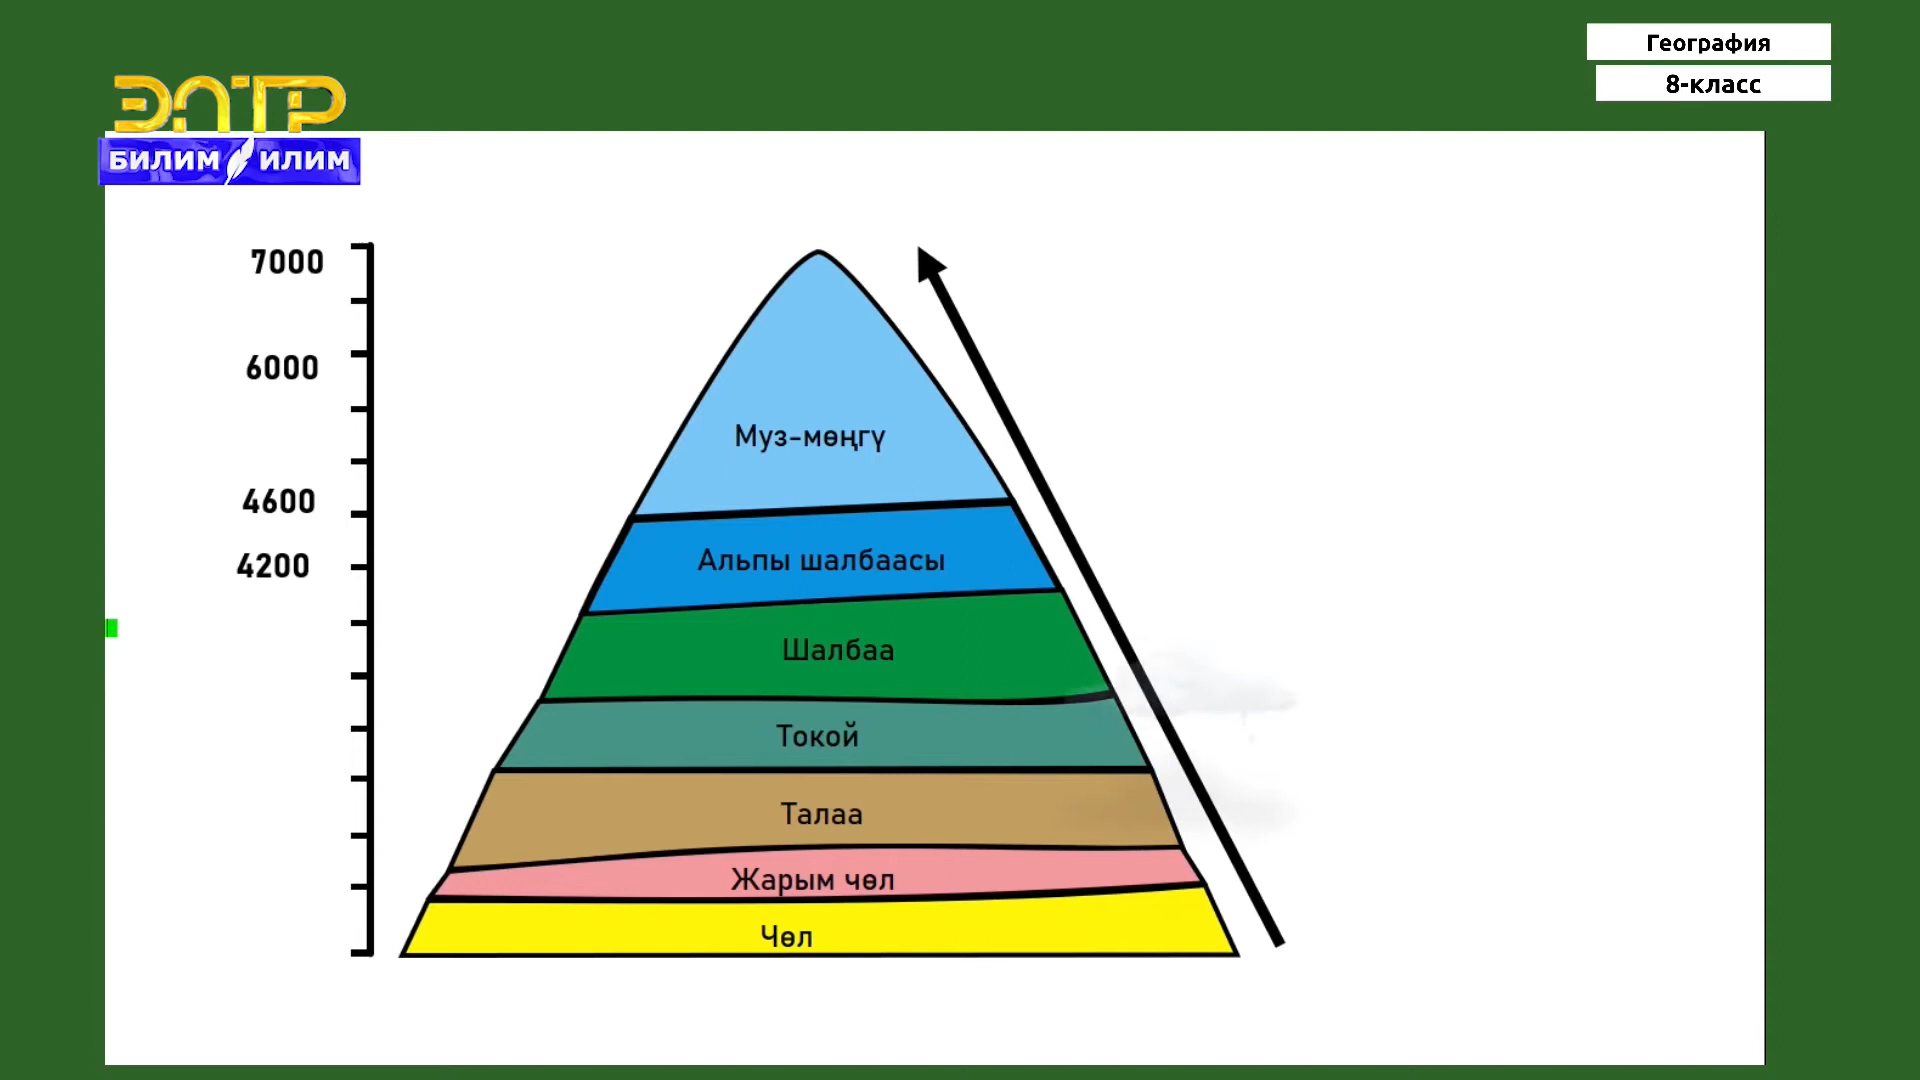 География
8-класс
ЭЛТР
БИЛИМ ИЛИМ
7000
6000
4600
4200
Муз-мөңгү
Альпы шалбаасы
Шалбаа
Токой
Талаа
Жарым чөл
Чөл